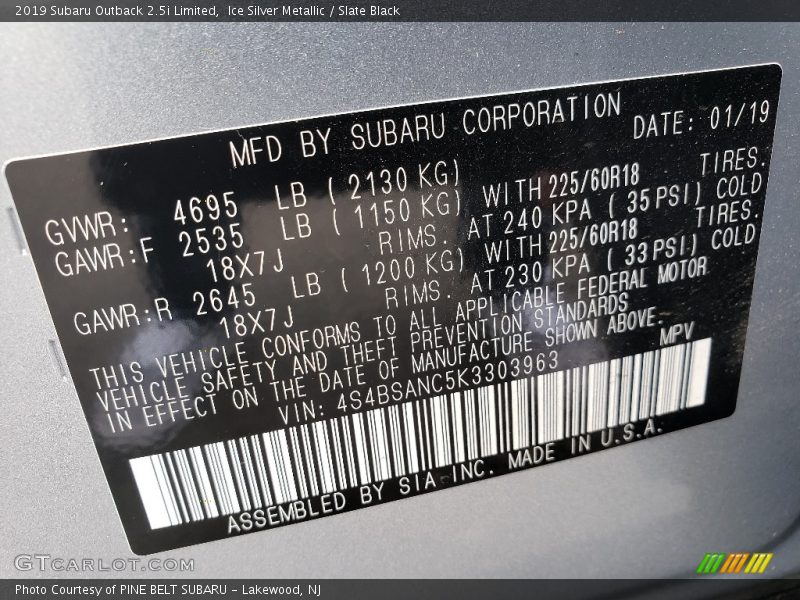 2019 Subaru Outback 2.5i Limited,  Ice Silver Metallic / Slate Black
MFD BY SUBARU CORPORATION DATE: 01/19
GVWR: 4695 LB ( 2130 KG)
GAWR:F 2535 LB ( 1150 KG) WITH 225/60R18 TIRES.
18X7J RIMS. AT 240 KPA ( 35 PSI) COLD
GAWR:R 2645 LB ( 1200 KG) WITH 225/60R18 TIRES.
18X7J RIMS. AT 230 KPA ( 33 PSI) COLD
THIS VEHICLE CONFORMS TO ALL APPLICABLE FEDERAL MOTOR
VEHICLE SAFETY AND THEFT PREVENTION STANDARDS
IN EFFECT ON THE DATE OF MANUFACTURE SHOWN ABOVE.
VIN: 4S4BSANC5K3303963 MPV
ASSEMBLED BY SIA INC. MADE IN U.S.A.
GTCARLOT.COM
Photo Courtesy of PINE BELT SUBARU - Lakewood, NJ